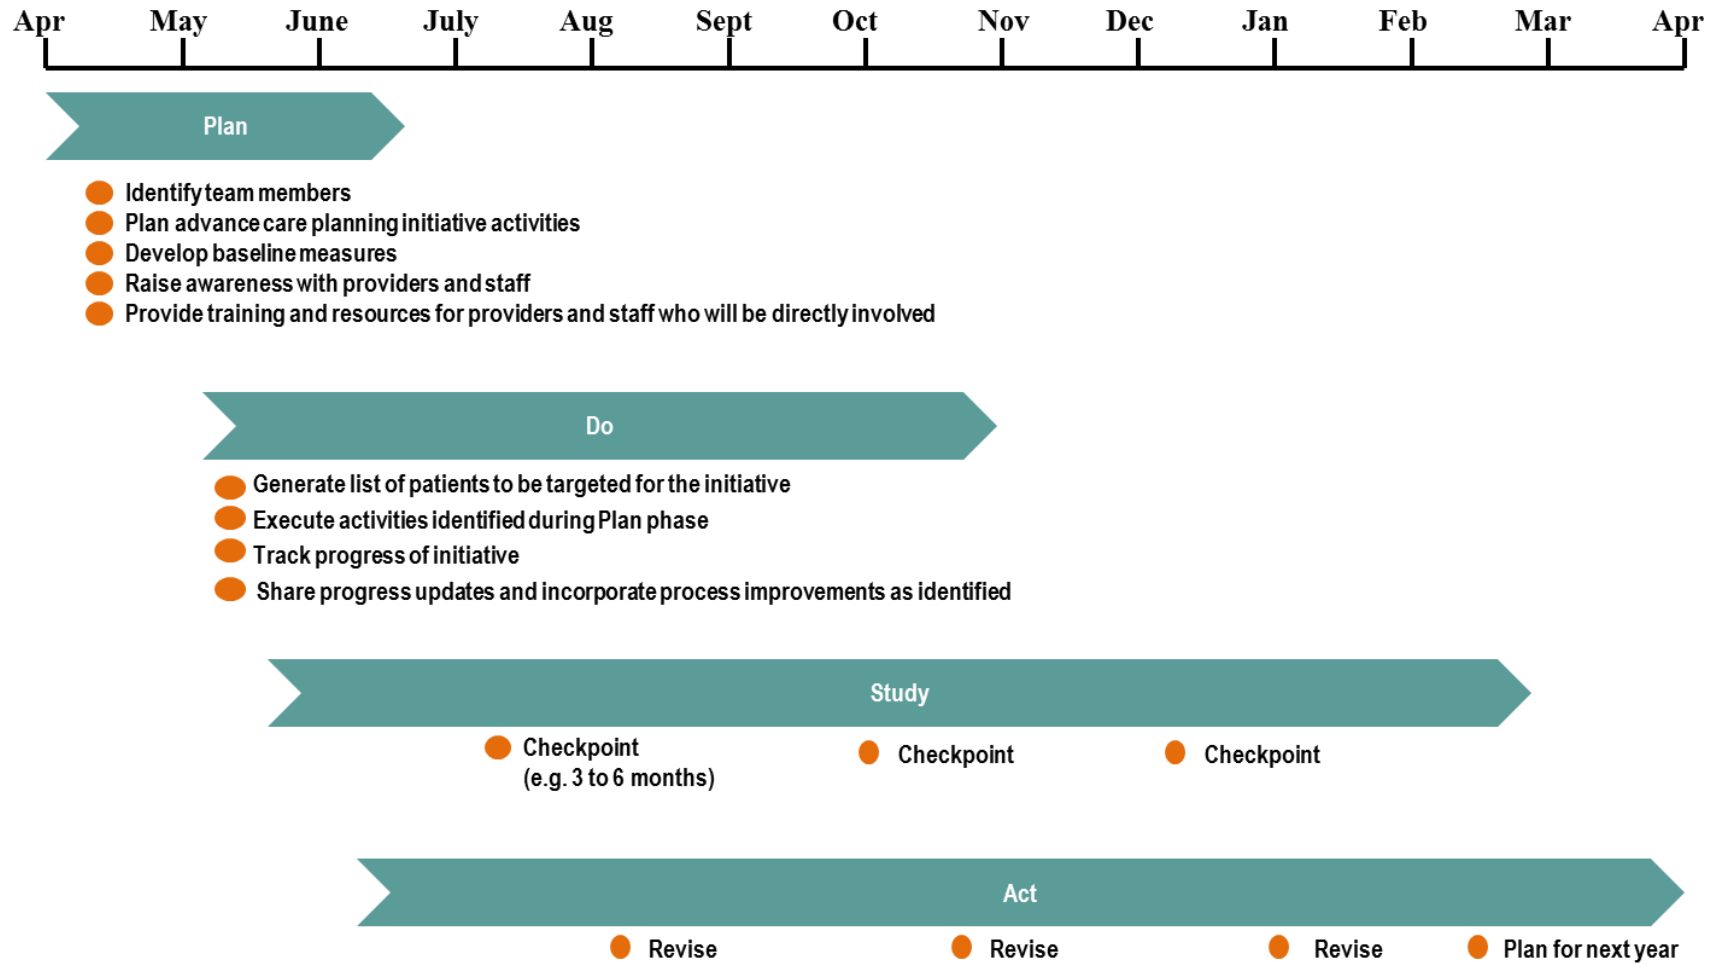 Apr May June July Aug Sept Oct Nov Dec Jan Feb Mar Apr
Plan
Identify team members
Plan advance care planning initiative activities
Develop baseline measures
Raise awareness with providers and staff
Provide training and resources for providers and staff who will be directly involved
Do
Generate list of patients to be targeted for the initiative
Execute activities identified during Plan phase
Track progress of initiative
Share progress updates and incorporate process improvements as identified
Study
Checkpoint
(e.g. 3 to 6 months)
Checkpoint
Checkpoint
Act
Revise
Revise
Revise
Plan for next year